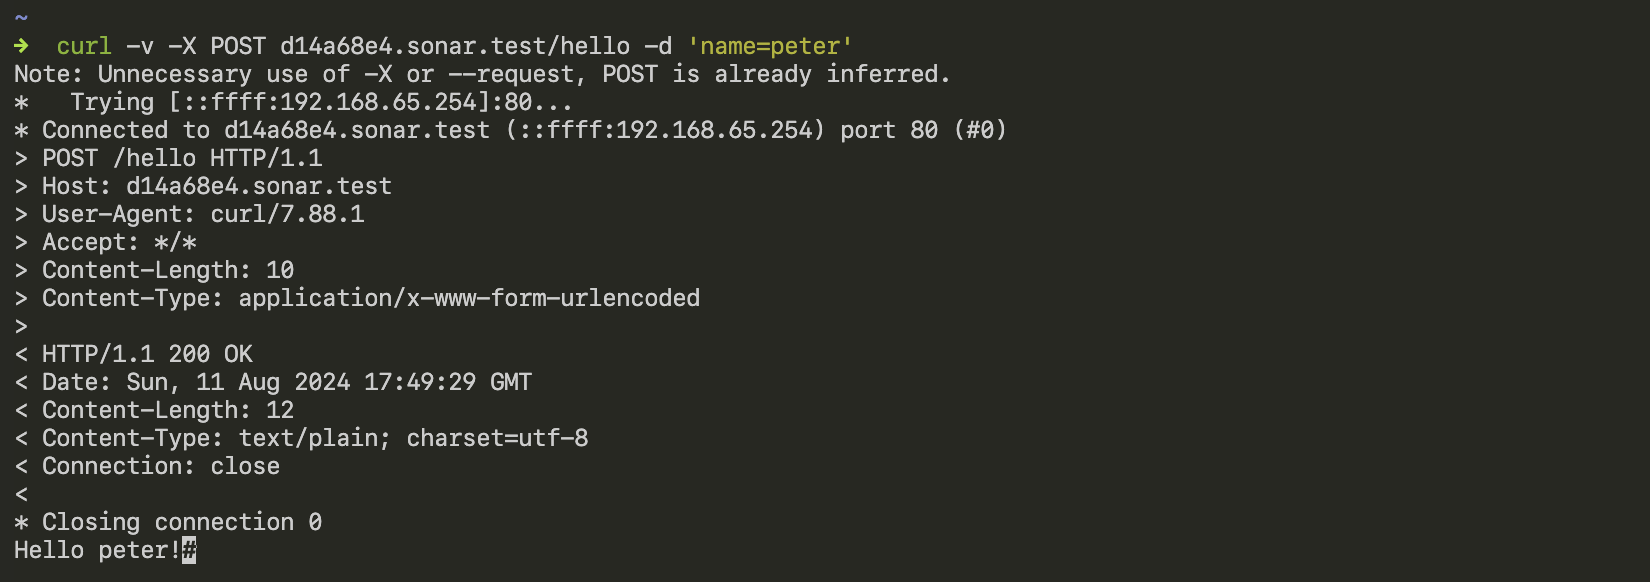 ~
➜  curl -v -X POST d14a68e4.sonar.test/hello -d 'name=peter'
Note: Unnecessary use of -X or --request, POST is already inferred.
*   Trying [::ffff:192.168.65.254]:80...
* Connected to d14a68e4.sonar.test (::ffff:192.168.65.254) port 80 (#0)
> POST /hello HTTP/1.1
> Host: d14a68e4.sonar.test
> User-Agent: curl/7.88.1
> Accept: */*
> Content-Length: 10
> Content-Type: application/x-www-form-urlencoded
>
< HTTP/1.1 200 OK
< Date: Sun, 11 Aug 2024 17:49:29 GMT
< Content-Length: 12
< Content-Type: text/plain; charset=utf-8
< Connection: close
<
* Closing connection 0
Hello peter!#